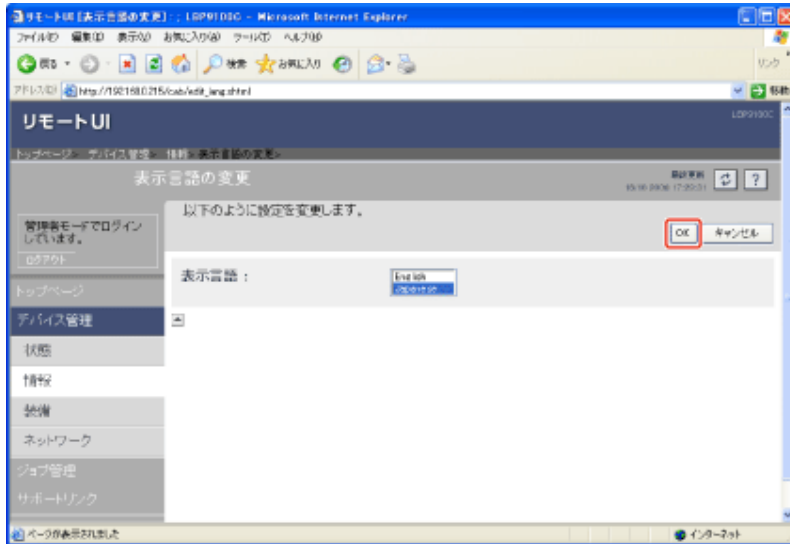 リモートUI [表示言語の変更] : ; LBP9100C - Microsoft Internet Explorer
ファイル(F) 編集(E) 表示(V) お気に入り(A) ツール(T) ヘルプ(H)
戻る 検索 お気に入り リンク
アドレス(D) 移動
リモートUI
LBP9100C
トップページ> デバイス管理> 情報> 表示言語の変更>
表示言語の変更
最終更新
以下のように設定を変更します。
OK キャンセル
管理者モードでログイン
しています。
ログアウト
表示言語 :
English
Japanese
トップページ
デバイス管理
状態
情報
装備
ネットワーク
ジョブ管理
サポートリンク
ページが表示されました
インターネット